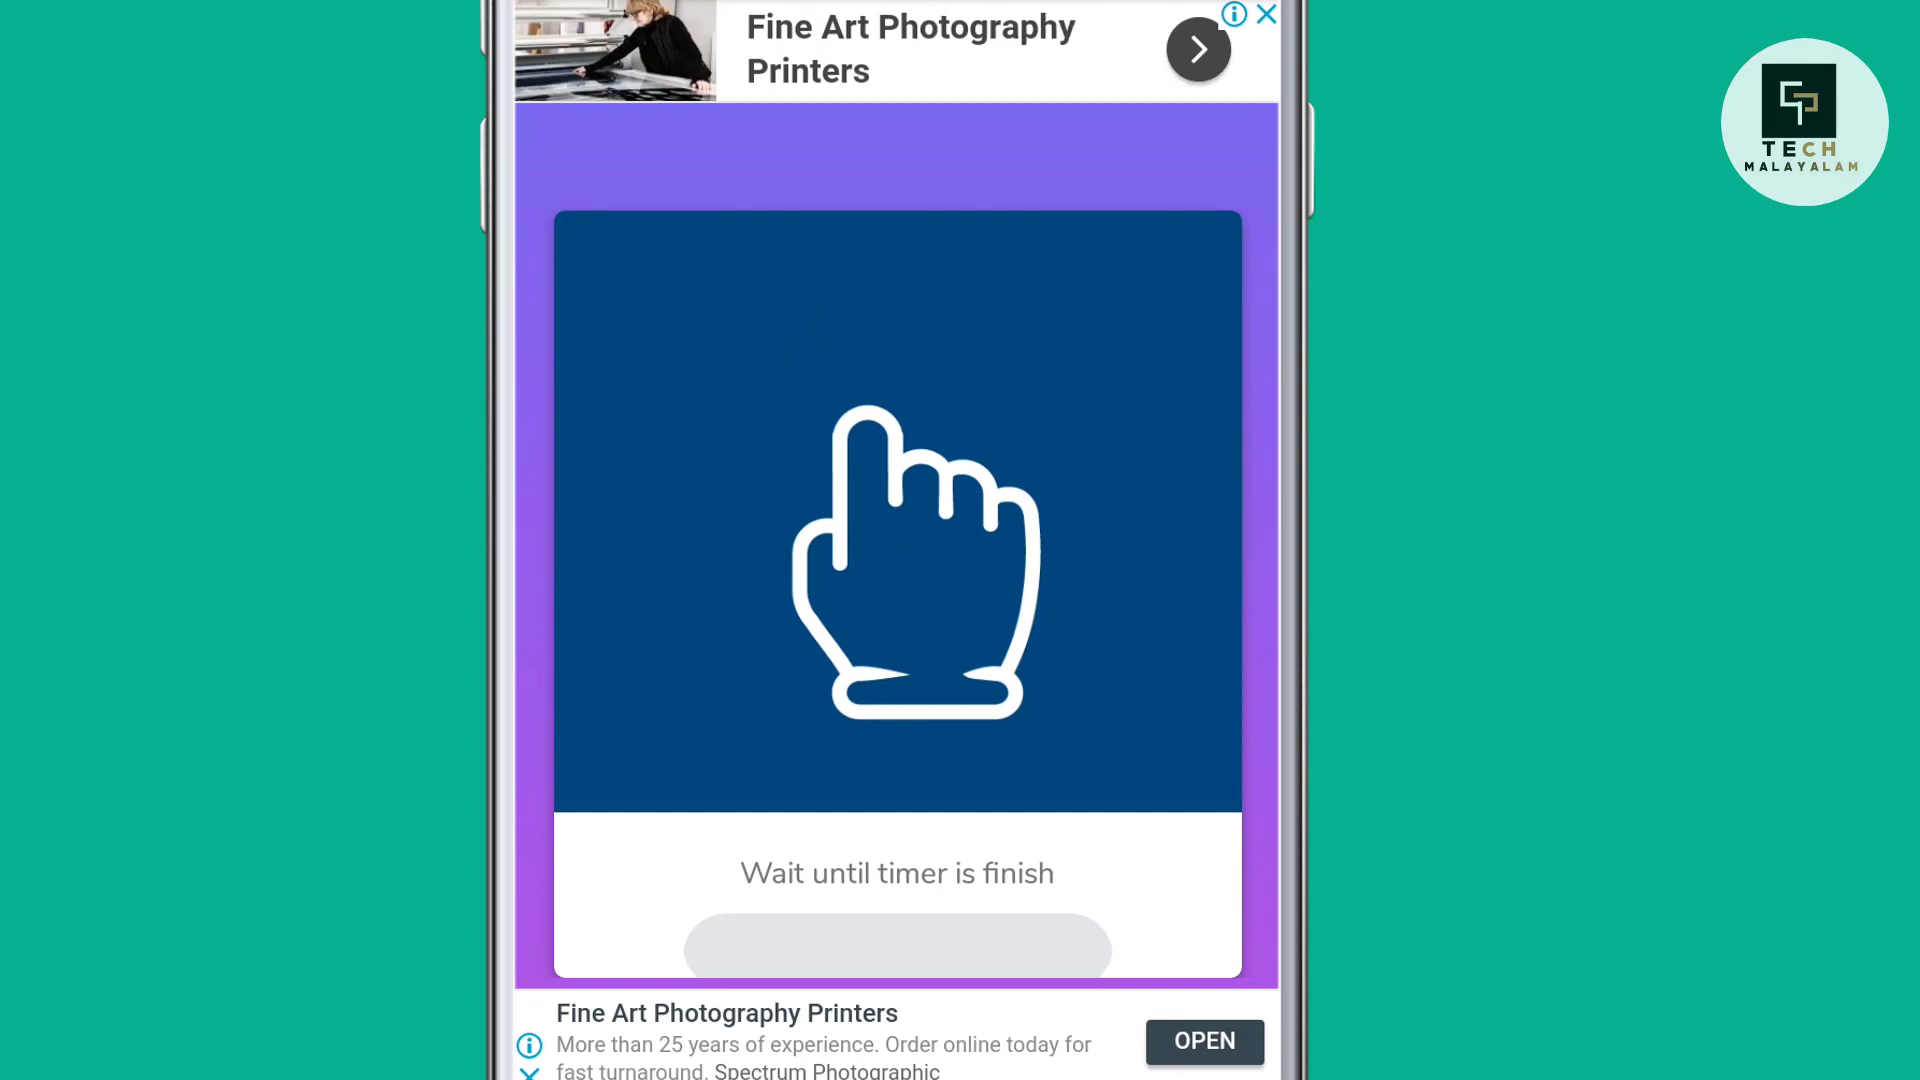 Fine Art Photography
Printers
TECH
MALAYALAM
Wait until timer is finish
Fine Art Photography Printers
More than 25 years of experience. Order online today for
fast turnaround. Spectrum Photographic
OPEN